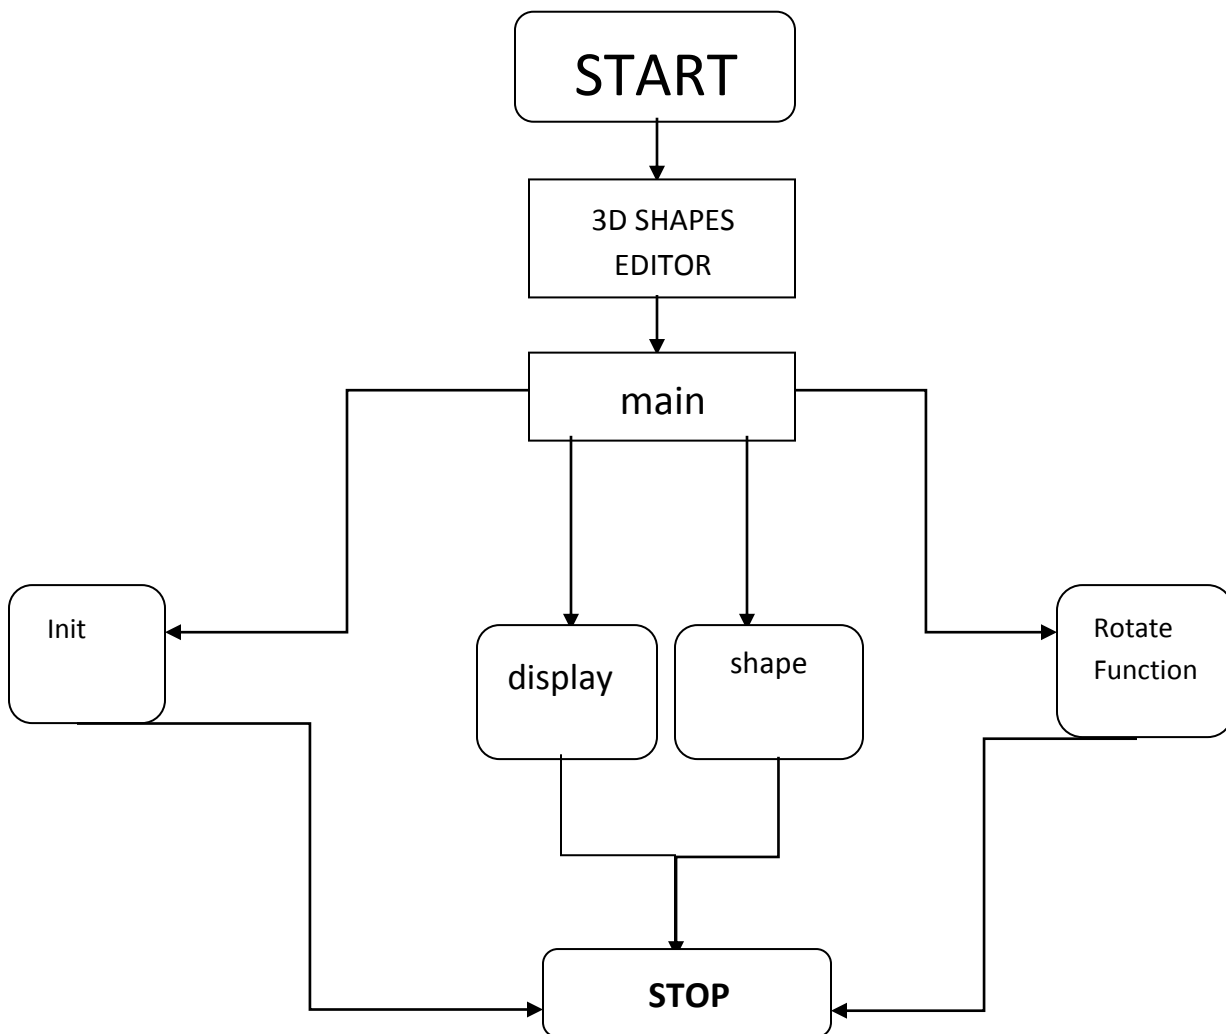 START
3D SHAPES
EDITOR
main
Init
display
shape
Rotate
Function
STOP